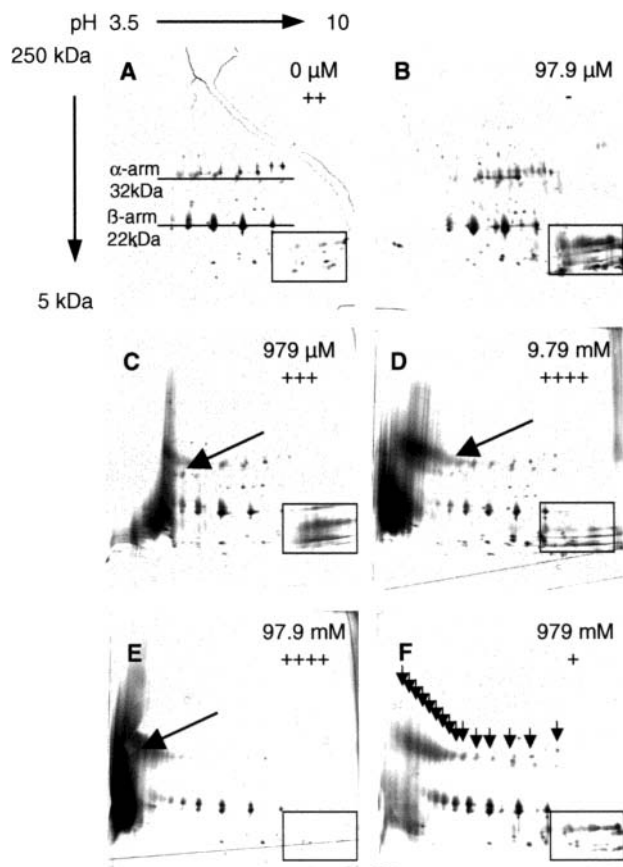 pH 3.5 10
250 kDa
A 0 µM
++
B 97.9 µM
-
α-arm
32kDa
ß-arm
22kDa
5 kDa
C 979 µM
+++
D 9.79 mM
++++
E 97.9 mM
++++
F 979 mM
+